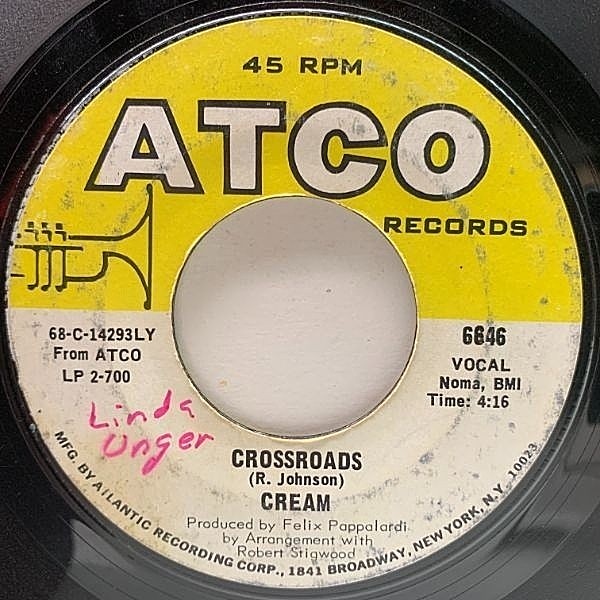 45 RPM
ATCO
RECORDS
68-C-14293LY
From ATCO
LP 2-700
6646
VOCAL
Noma, BMI
Time: 4:16
Linda
Unger
CROSSROADS
(R. Johnson)
CREAM
Produced by Felix Pappalardi
by Arrangement with
Robert Stigwood
MFG. BY ATLANTIC RECORDING CORP., 1841 BROADWAY, NEW YORK, N.Y. 10023